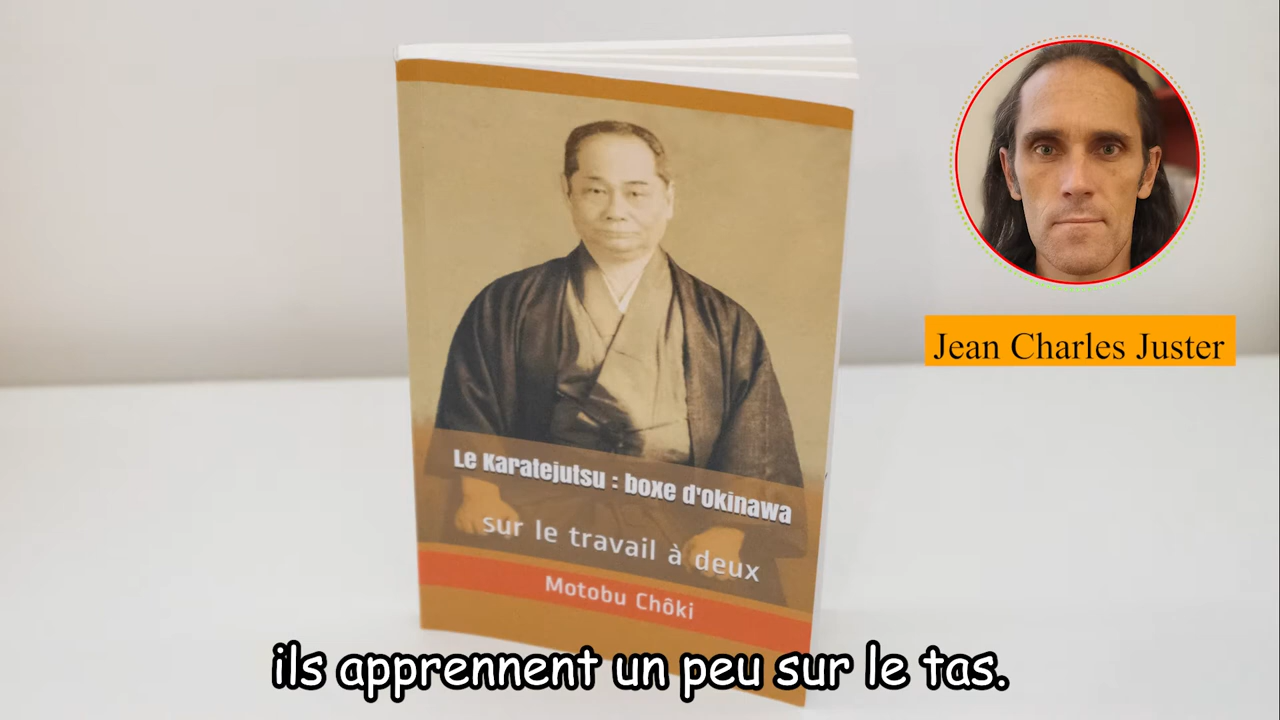 Jean Charles Juster
Le Karatejutsu : boxe d'Okinawa
sur le travail à deux
Motobu Chôki
ils apprennent un peu sur le tas.